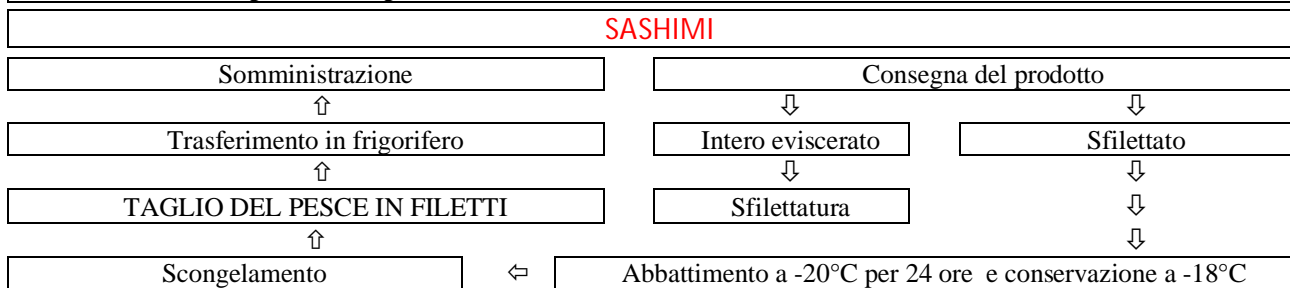 SASHIMI
Somministrazione Consegna del prodotto
⇧ ⇩ ⇩
Trasferimento in frigorifero Intero eviscerato Sfilettato
⇧ ⇩ ⇩
TAGLIO DEL PESCE IN FILETTI Sfilettatura ⇩
⇧ ⇩
Scongelamento ⇦ Abbattimento a -20°C per 24 ore e conservazione a -18°C